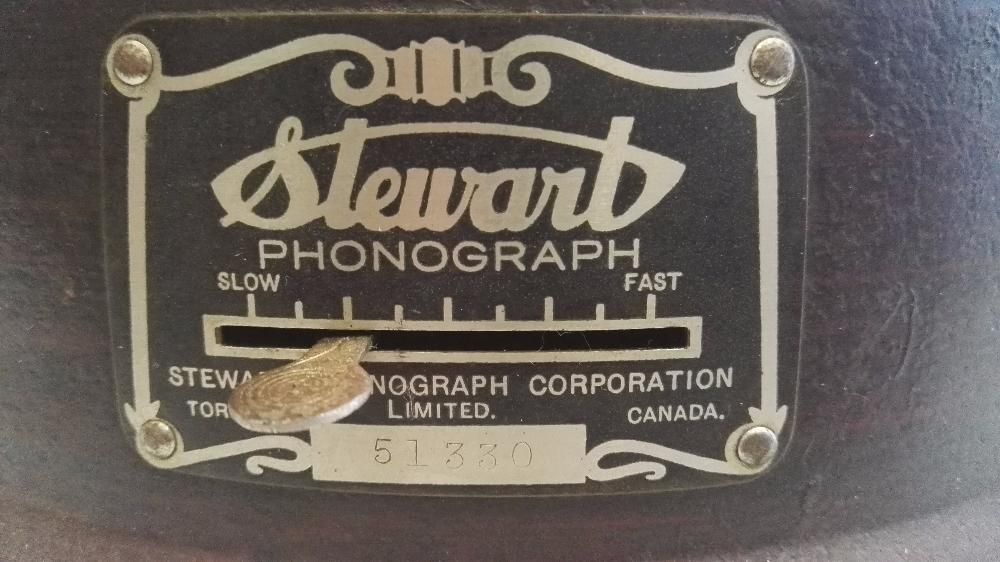 Stewart
PHONOGRAPH
SLOW FAST
STEWA NOGRAPH CORPORATION
TOR LIMITED. CANADA.
51330